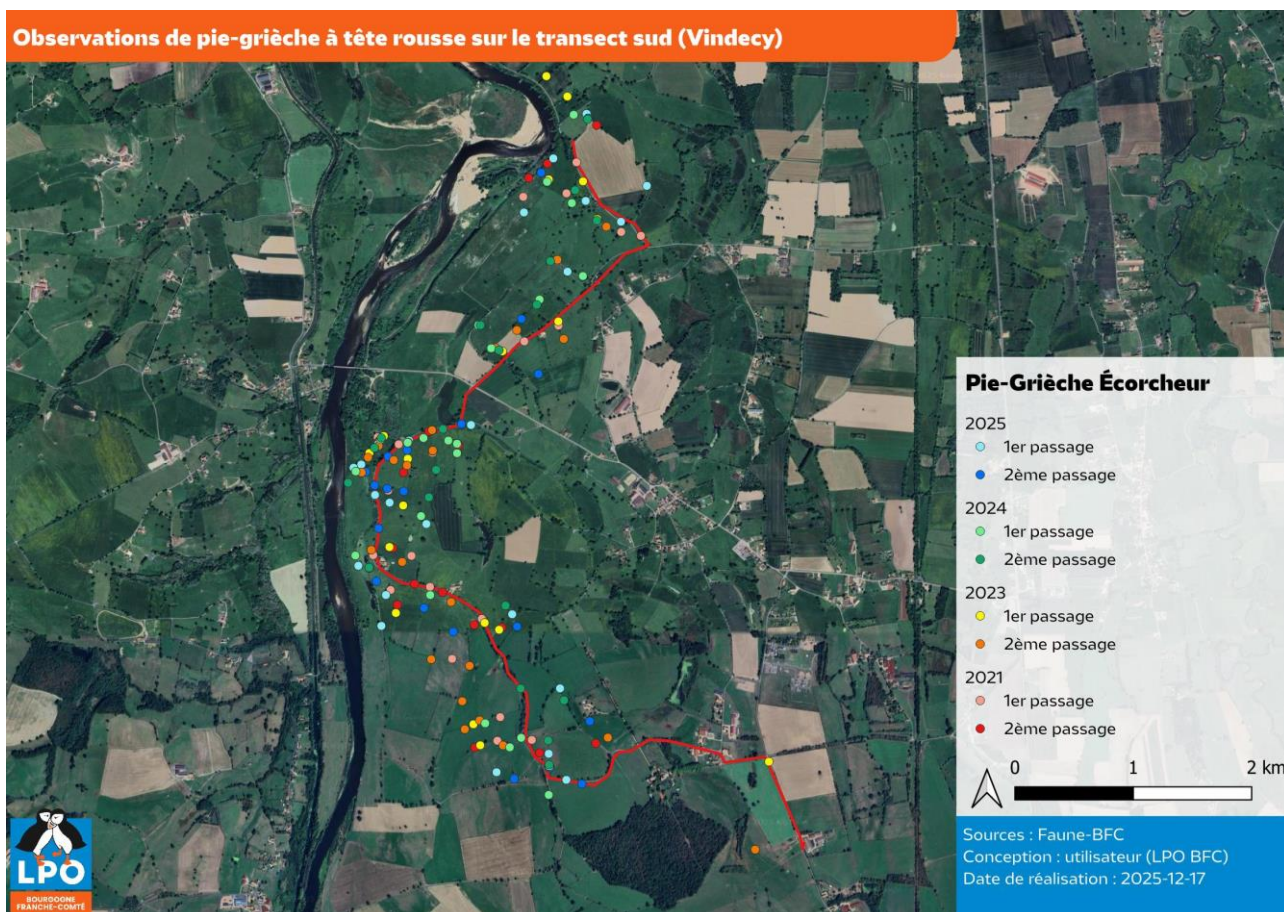 Observations de pie-grièche à tête rousse sur le transect sud (Vindecy)
Pie-Grièche Écorcheur
2025
1er passage
2ème passage
2024
1er passage
2ème passage
2023
1er passage
2ème passage
2021
1er passage
2ème passage
0 1 2 km
Sources : Faune-BFC
Conception : utilisateur (LPO BFC)
Date de réalisation : 2025-12-17
LPO
BOURGOGNE
FRANCHE-COMTÉ